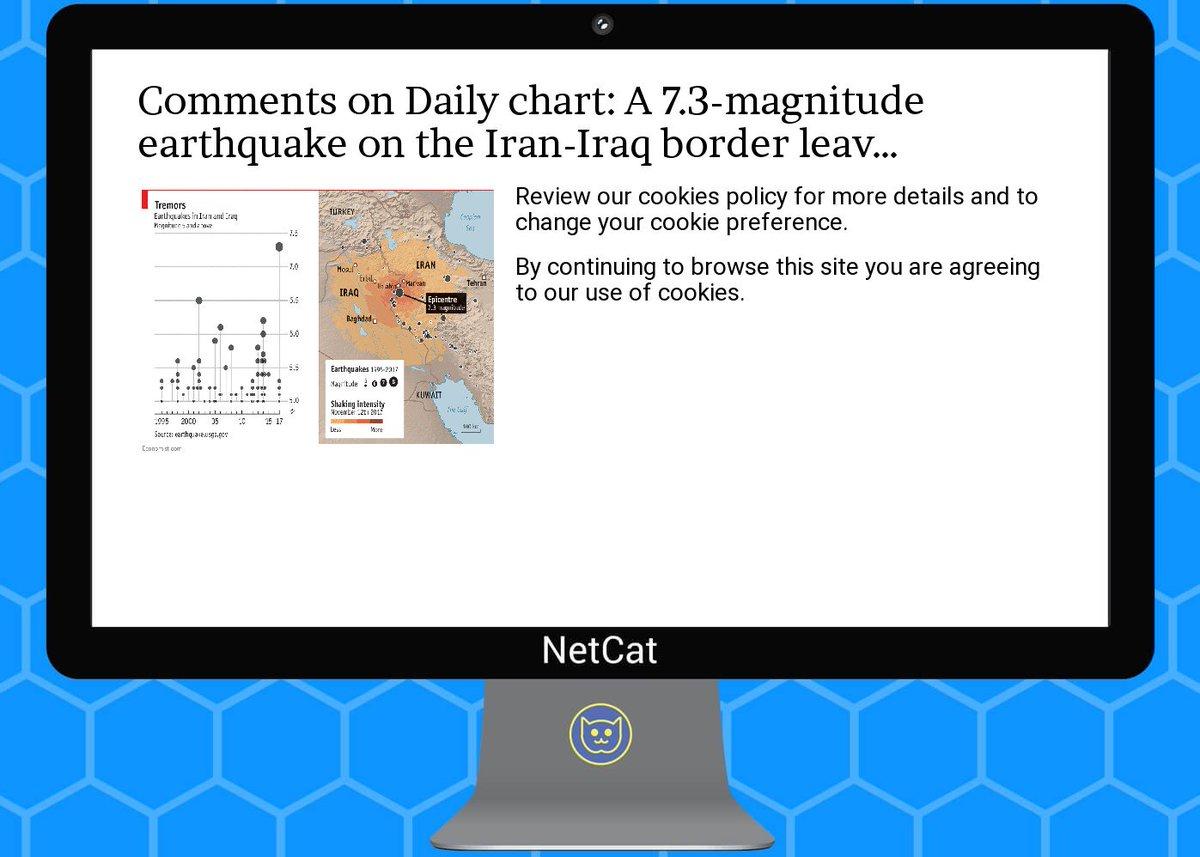 Comments on Daily chart: A 7.3-magnitude
earthquake on the Iran-Iraq border leav...
Tremors
Earthquakes in Iran and Iraq
Magnitude 5 and above
7.5
7.0
6.5
6.0
5.5
5.0
1995 2000 05 10 15 17
Source: earthquake.usgs.gov
Economist.com
TURKEY
Caspian
Sea
Mosul
Erbil
IRAN
Tehran
IRAQ
Epicentre
7.3 magnitude
Baghdad
Earthquakes 1995-2017
Magnitude 5 6 7 8
Shaking intensity
November 12th 2017
Less More
KUWAIT
The Gulf
Review our cookies policy for more details and to
change your cookie preference.
By continuing to browse this site you are agreeing
to our use of cookies.
NetCat